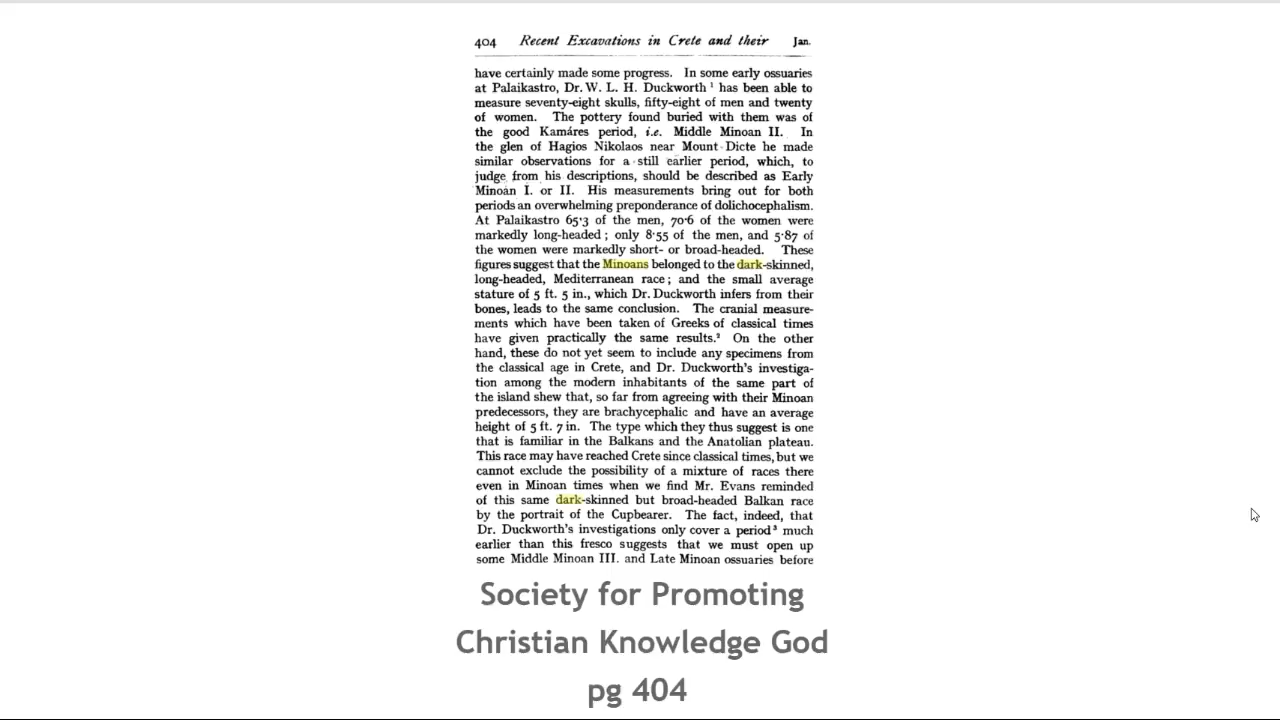 404 Recent Excavations in Crete and their Jan.
have certainly made some progress. In some early ossuaries
at Palaikastro, Dr. W. L. H. Duckworth ¹ has been able to
measure seventy-eight skulls, fifty-eight of men and twenty
of women. The pottery found buried with them was of
the good Kamáres period, i.e. Middle Minoan II. In
the glen of Hagios Nikolaos near Mount Dicte he made
similar observations for a still earlier period, which, to
judge from his descriptions, should be described as Early
Minoan I. or II. His measurements bring out for both
periods an overwhelming preponderance of dolichocephalism.
At Palaikastro 65·3 of the men, 70·6 of the women were
markedly long-headed ; only 8·55 of the men, and 5·87 of
the women were markedly short- or broad-headed. These
figures suggest that the Minoans belonged to the dark-skinned,
long-headed, Mediterranean race ; and the small average
stature of 5 ft. 5 in., which Dr. Duckworth infers from their
bones, leads to the same conclusion. The cranial measure-
ments which have been taken of Greeks of classical times
have given practically the same results.² On the other
hand, these do not yet seem to include any specimens from
the classical age in Crete, and Dr. Duckworth's investiga-
tion among the modern inhabitants of the same part of
the island shew that, so far from agreeing with their Minoan
predecessors, they are brachycephalic and have an average
height of 5 ft. 7 in. The type which they thus suggest is one
that is familiar in the Balkans and the Anatolian plateau.
This race may have reached Crete since classical times, but we
cannot exclude the possibility of a mixture of races there
even in Minoan times when we find Mr. Evans reminded
of this same dark-skinned but broad-headed Balkan race
by the portrait of the Cupbearer. The fact, indeed, that
Dr. Duckworth's investigations only cover a period ³ much
earlier than this fresco suggests that we must open up
some Middle Minoan III. and Late Minoan ossuaries before
Society for Promoting
Christian Knowledge God
pg 404